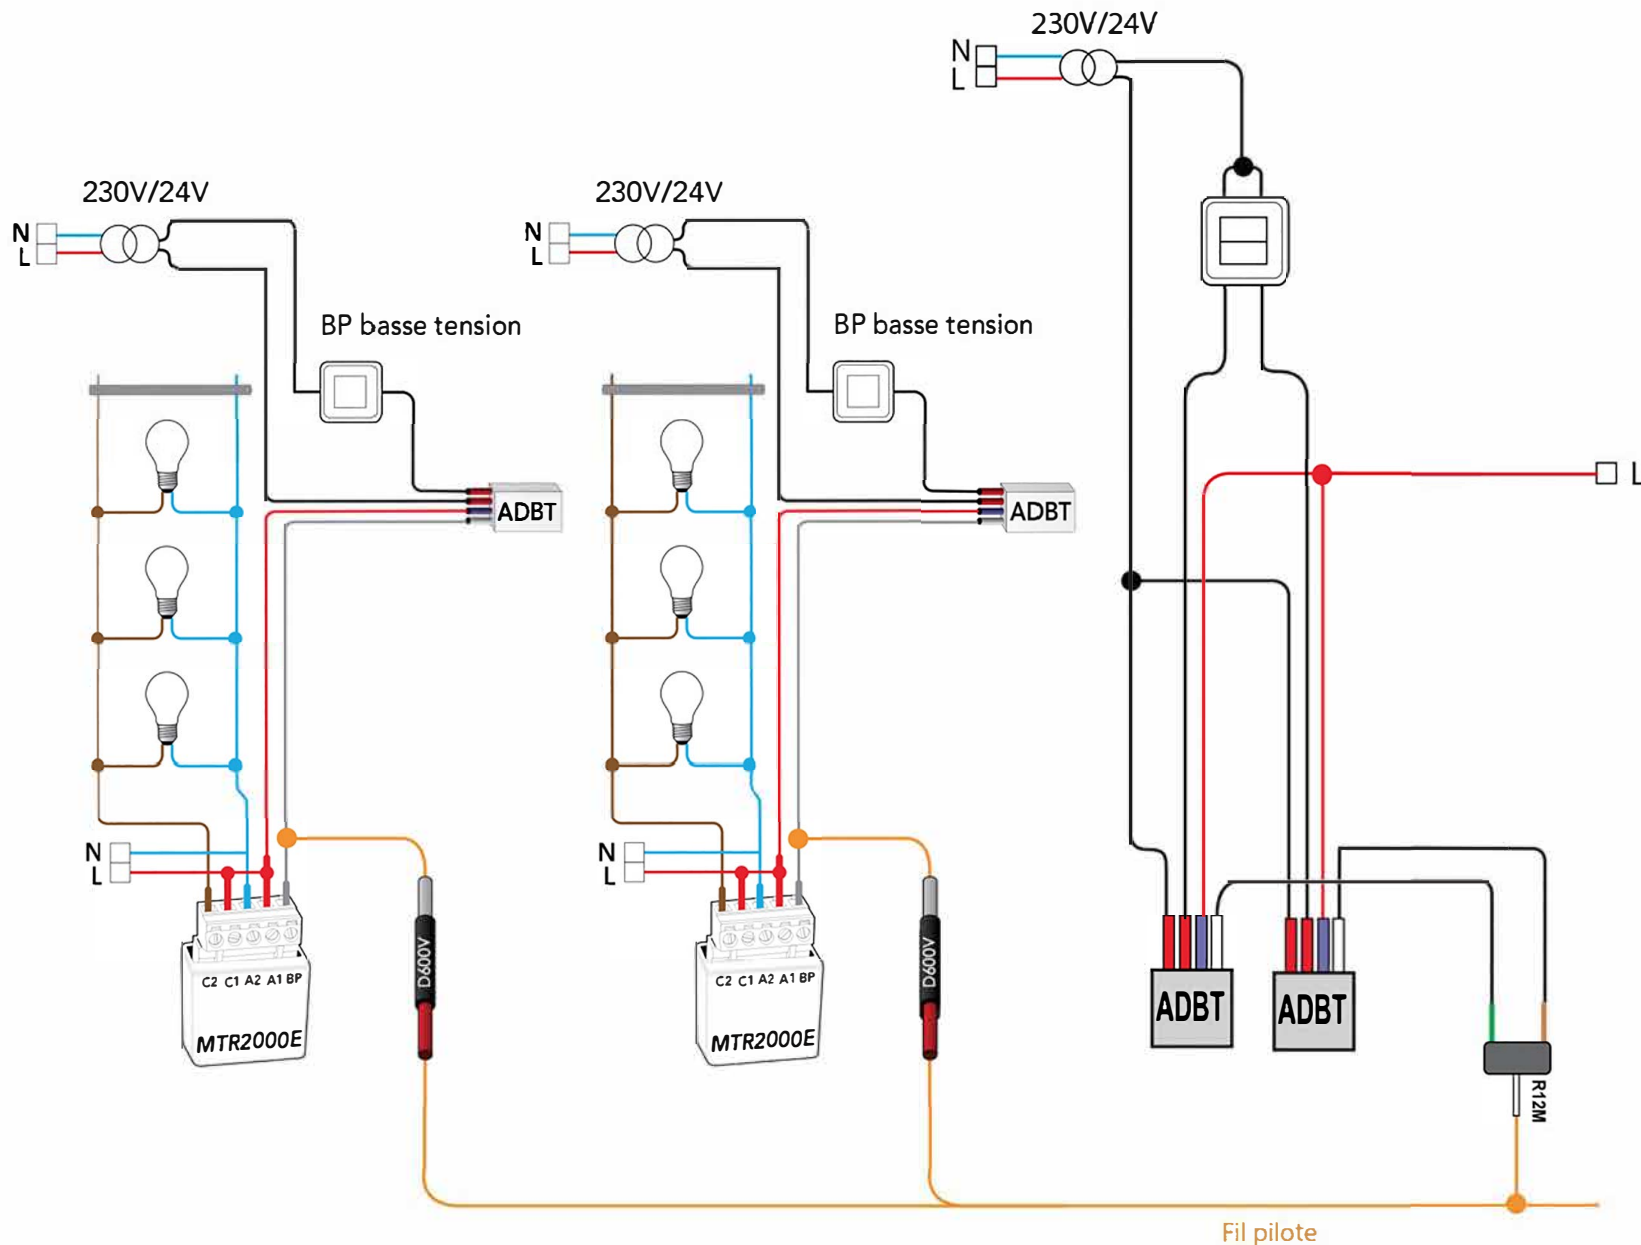 230V/24V
N
L
230V/24V
230V/24V
N
L
N
L
BP basse tension
BP basse tension
L
ADBT
ADBT
N
L
N
L
D600V
D600V
C2 C1 A2 A1 BP
C2 C1 A2 A1 BP
MTR2000E
MTR2000E
ADBT
ADBT
R12M
Fil pilote